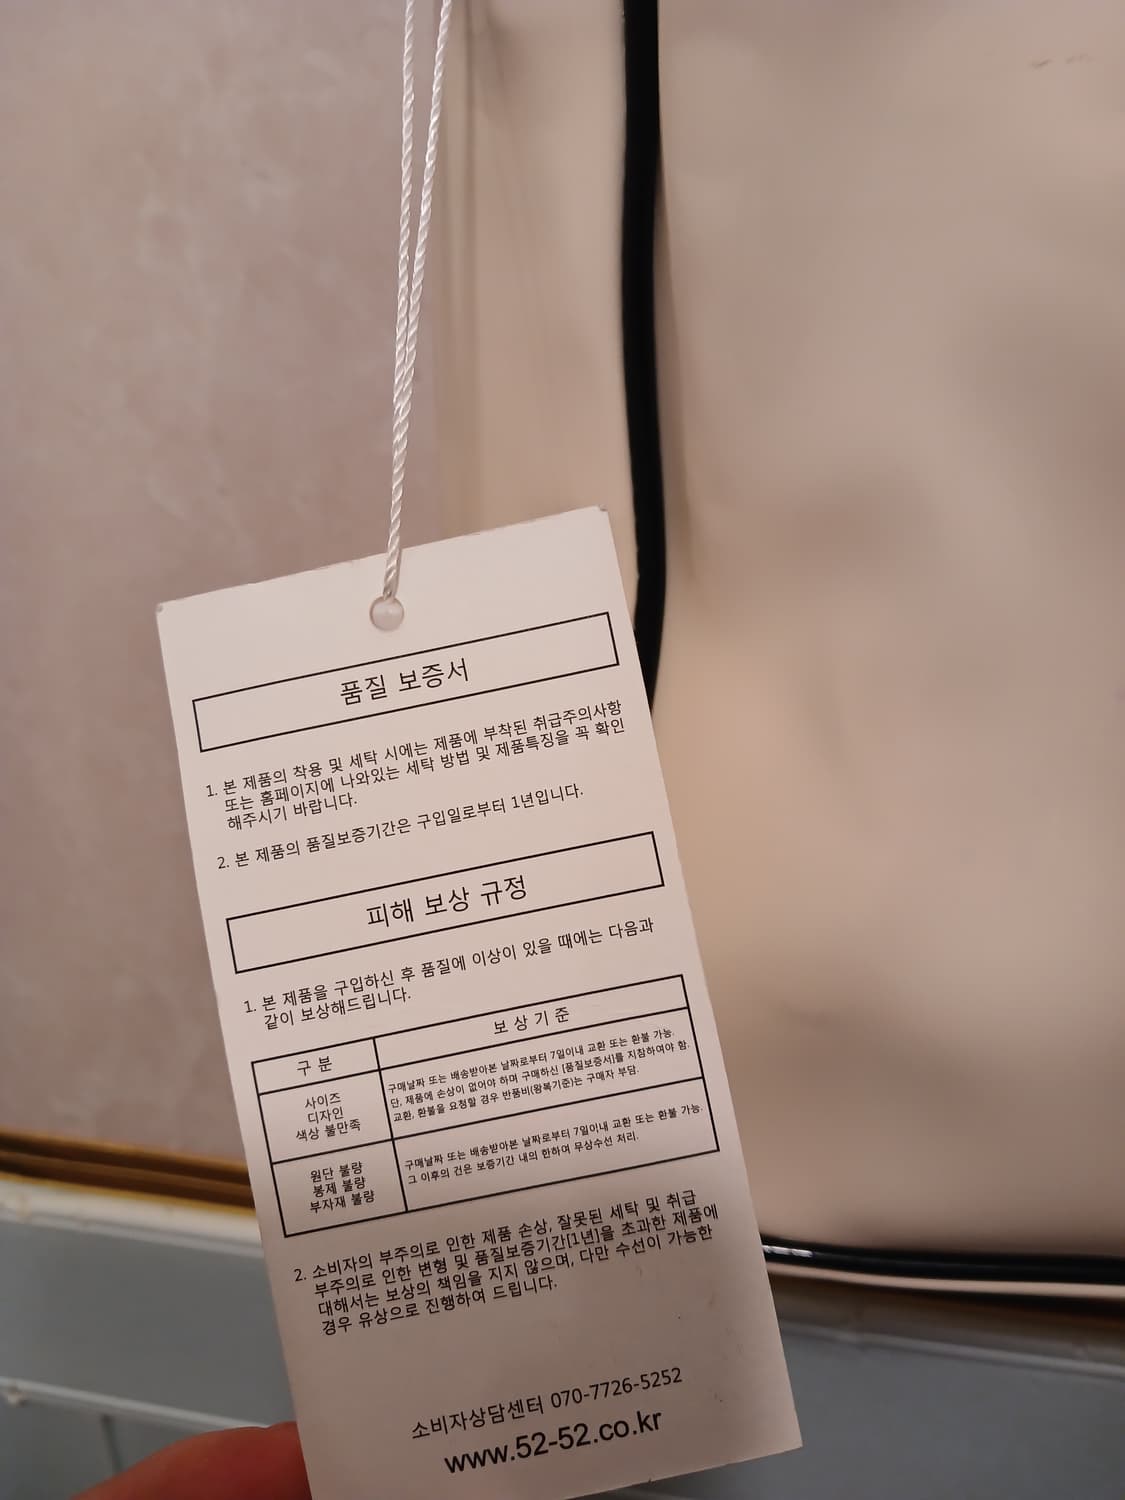 품질 보증서
1. 본 제품의 착용 및 세탁 시에는 제품에 부착된 취급주의사항
또는 홈페이지에 나와있는 세탁 방법 및 제품특징을 꼭 확인
해주시기 바랍니다.
2. 본 제품의 품질보증기간은 구입일로부터 1년입니다.
피해 보상 규정
1. 본 제품을 구입하신 후 품질에 이상이 있을 때에는 다음과
같이 보상해드립니다.
구 분
보 상 기 준
사이즈
디자인
색상 불만족
구매날짜 또는 배송받아본 날짜로부터 7일이내 교환 또는 환불 가능.
단, 제품에 손상이 없어야 하며 구매하신 [품질보증서]를 지참하여야 함.
교환, 환불을 요청할 경우 반품비(왕복기준)는 구매자 부담.
원단 불량
봉제 불량
부자재 불량
구매날짜 또는 배송받아본 날짜로부터 7일이내 교환 또는 환불 가능.
그 이후의 건은 보증기간 내의 한하여 무상수선 처리.
2. 소비자의 부주의로 인한 제품 손상, 잘못된 세탁 및 취급
부주의로 인한 변형 및 품질보증기간[1년]을 초과한 제품에
대해서는 보상의 책임을 지지 않으며, 다만 수선이 가능한
경우 유상으로 진행하여 드립니다.
소비자상담센터 070-7726-5252
www.52-52.co.kr